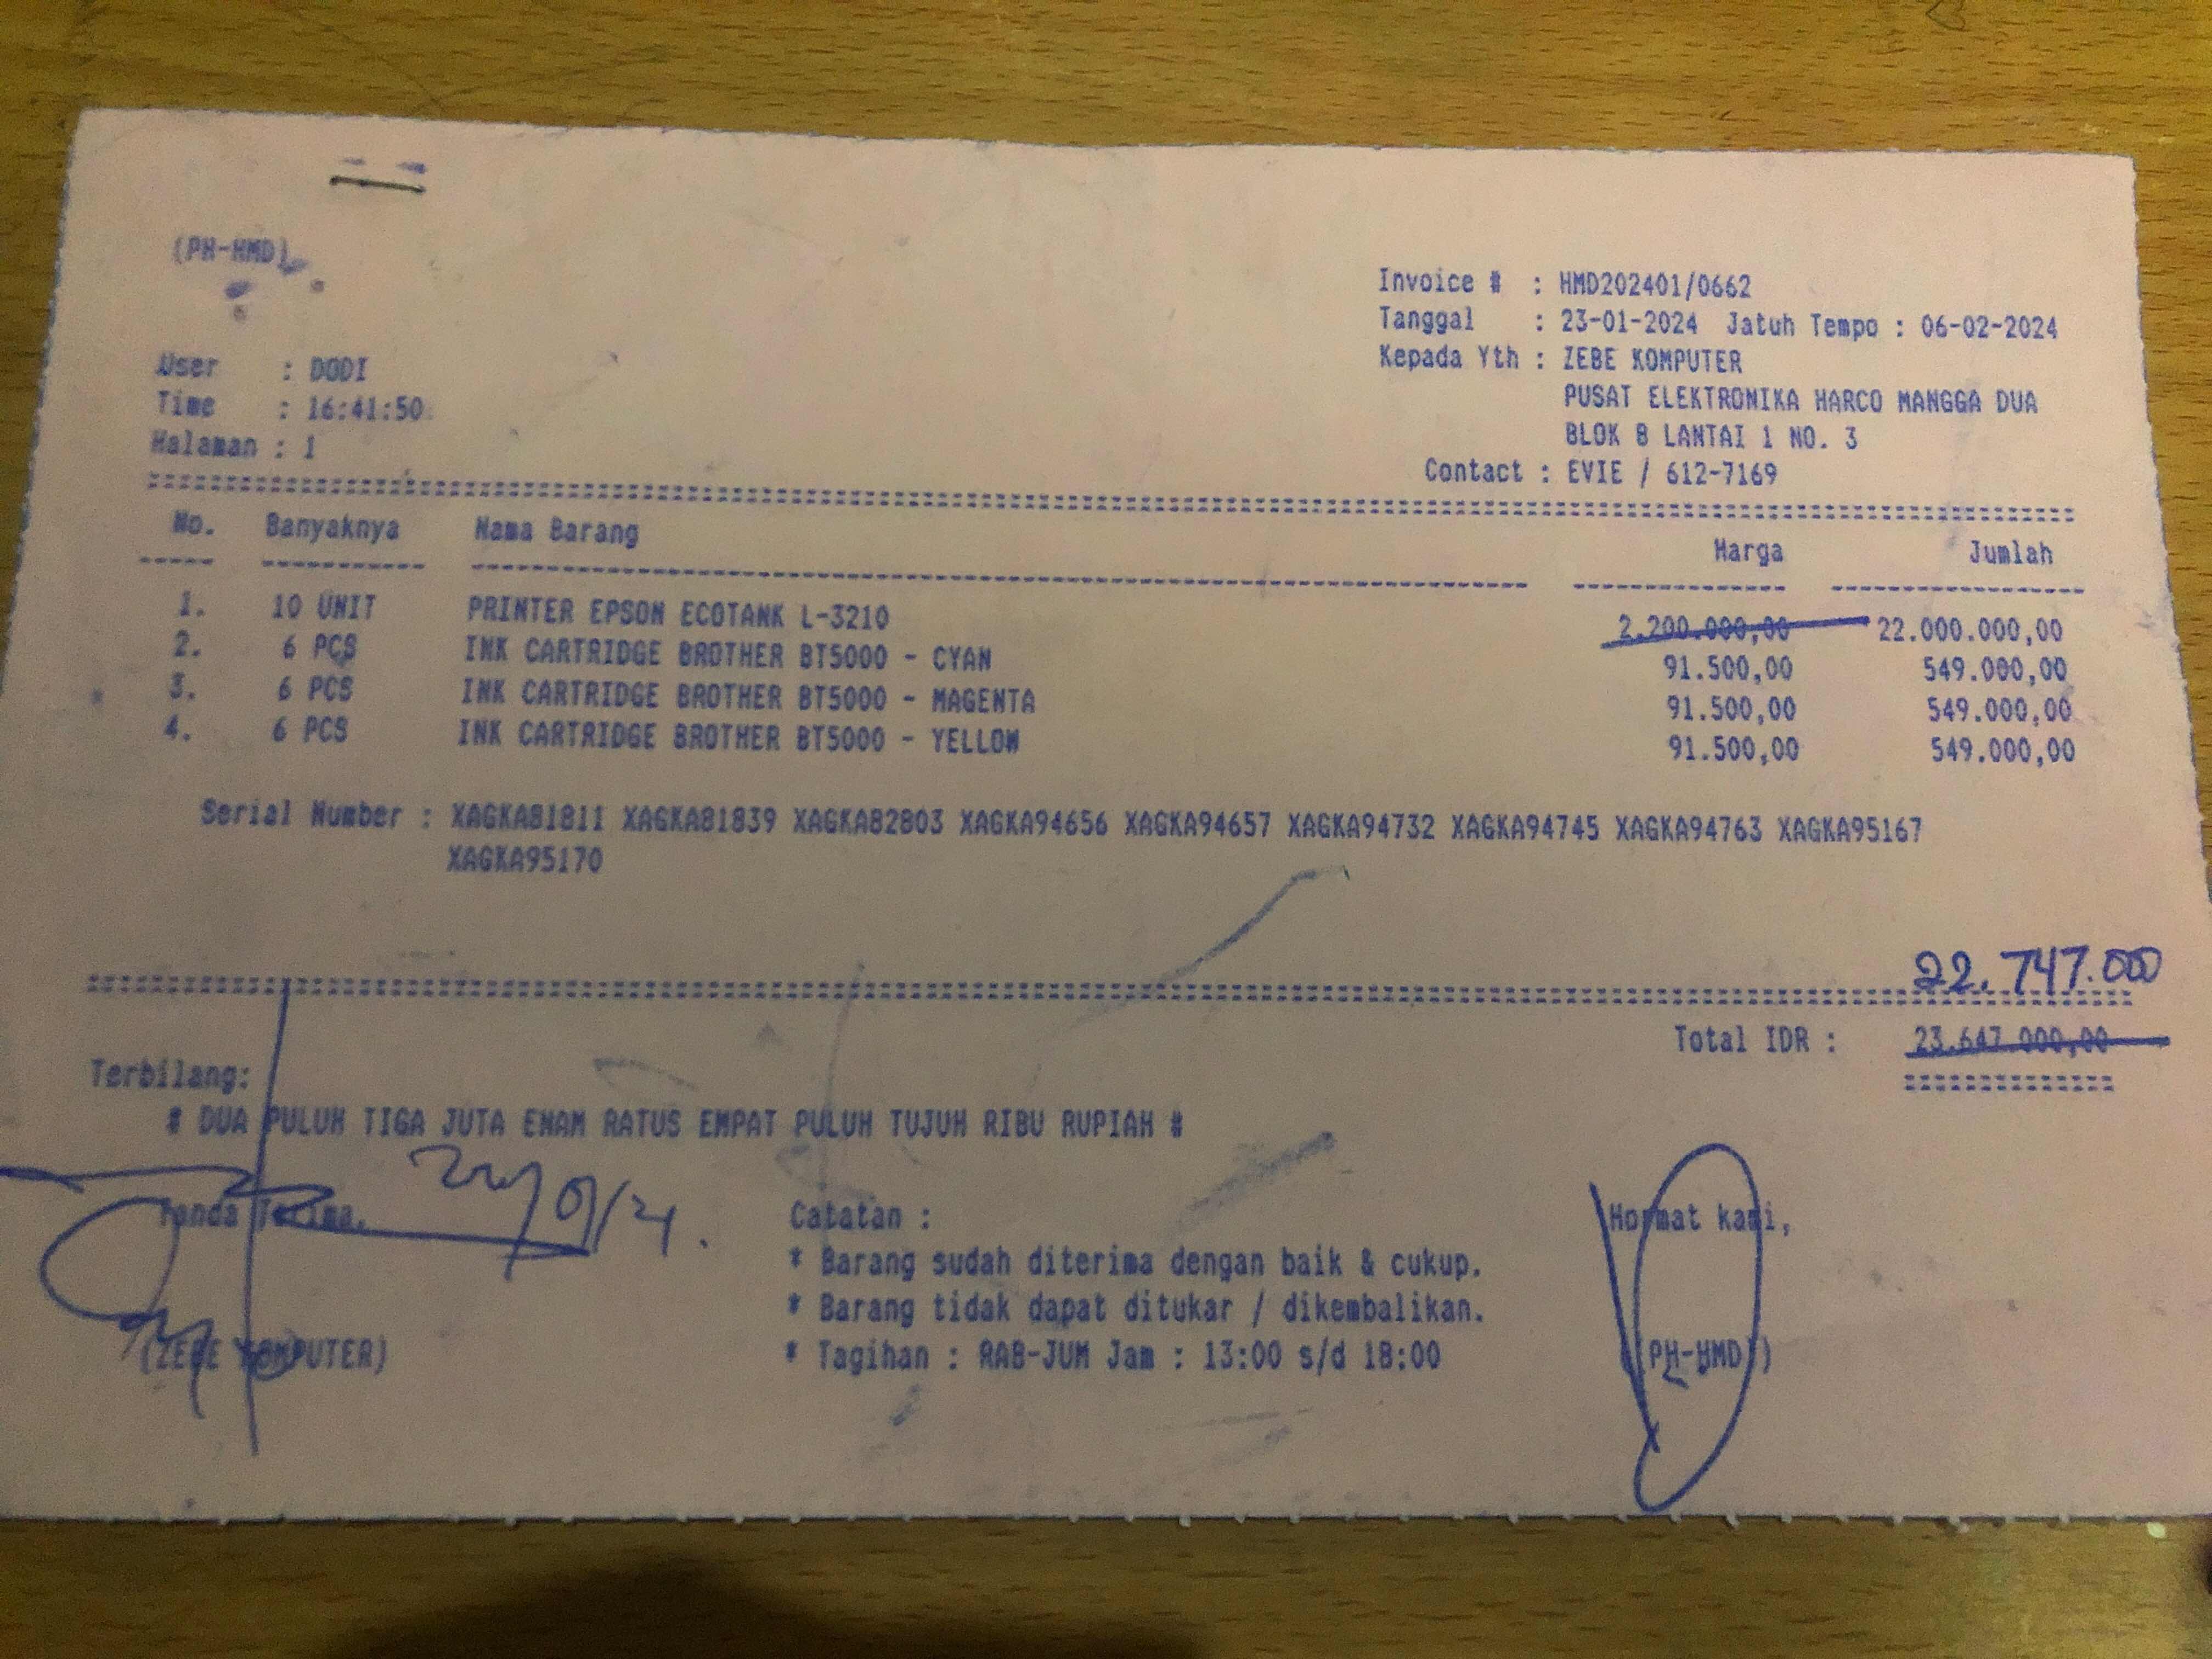 (PH-HMD)
Invoice # : HMD202401/0662
Tanggal : 23-01-2024 Jatuh Tempo : 06-02-2024
Kepada Yth : ZEBE KOMPUTER
PUSAT ELEKTRONIKA HARCO MANGGA DUA
BLOK B LANTAI 1 NO. 3
Contact : EVIE / 612-7169
User : DODI
Time : 16:41:50
Halaman : 1
No. Banyaknya Nama Barang Harga Jumlah
1. 10 UNIT PRINTER EPSON ECOTANK L-3210 2.200.000,00 22.000.000,00
2. 6 PCS INK CARTRIDGE BROTHER BT5000 - CYAN 91.500,00 549.000,00
3. 6 PCS INK CARTRIDGE BROTHER BT5000 - MAGENTA 91.500,00 549.000,00
4. 6 PCS INK CARTRIDGE BROTHER BT5000 - YELLOW 91.500,00 549.000,00
Serial Number : XAGKA81811 XAGKA81839 XAGKA82803 XAGKA94656 XAGKA94657 XAGKA94732 XAGKA94745 XAGKA94763 XAGKA95167
XAGKA95170
22.747.000
Total IDR : 23.647.000,00
Terbilang:
# DUA PULUH TIGA JUTA ENAM RATUS EMPAT PULUH TUJUH RIBU RUPIAH #
Tanda Terima, Catatan : Hormat kami,
* Barang sudah diterima dengan baik & cukup.
* Barang tidak dapat ditukar / dikembalikan.
(ZEBE KOMPUTER) * Tagihan : RAB-JUM Jam : 13:00 s/d 18:00 (PH-HMD)